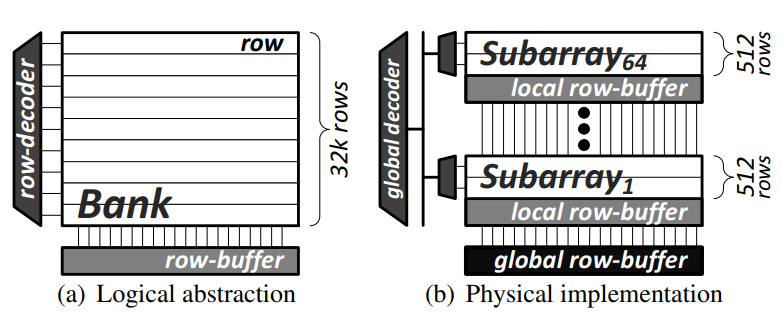 row-decoder
row
32k rows
Bank
row-buffer
(a) Logical abstraction
global decoder
Subarray64
512 rows
local row-buffer
Subarray1
512 rows
local row-buffer
global row-buffer
(b) Physical implementation